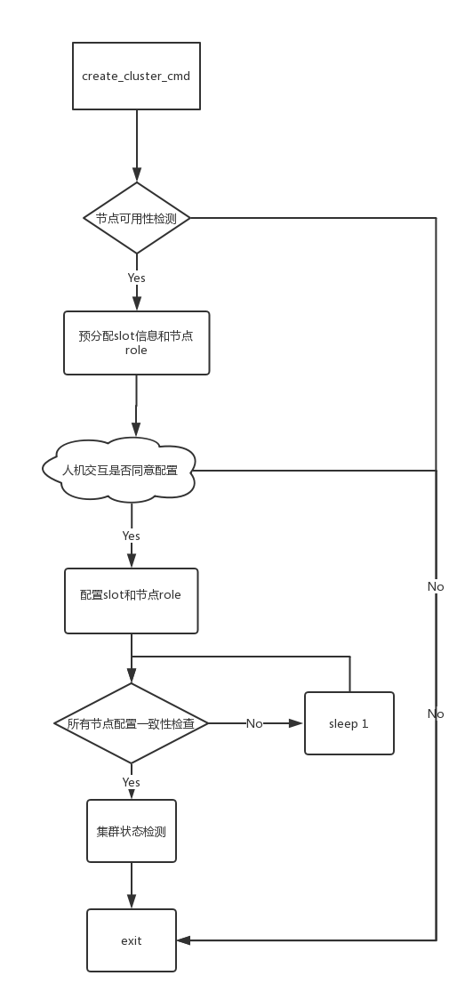 create_cluster_cmd
节点可用性检测
Yes
预分配slot信息和节点
role
人机交互是否同意配置
Yes
No
配置slot和节点role
No
所有节点配置一致性检查
No
sleep 1
Yes
集群状态检测
exit